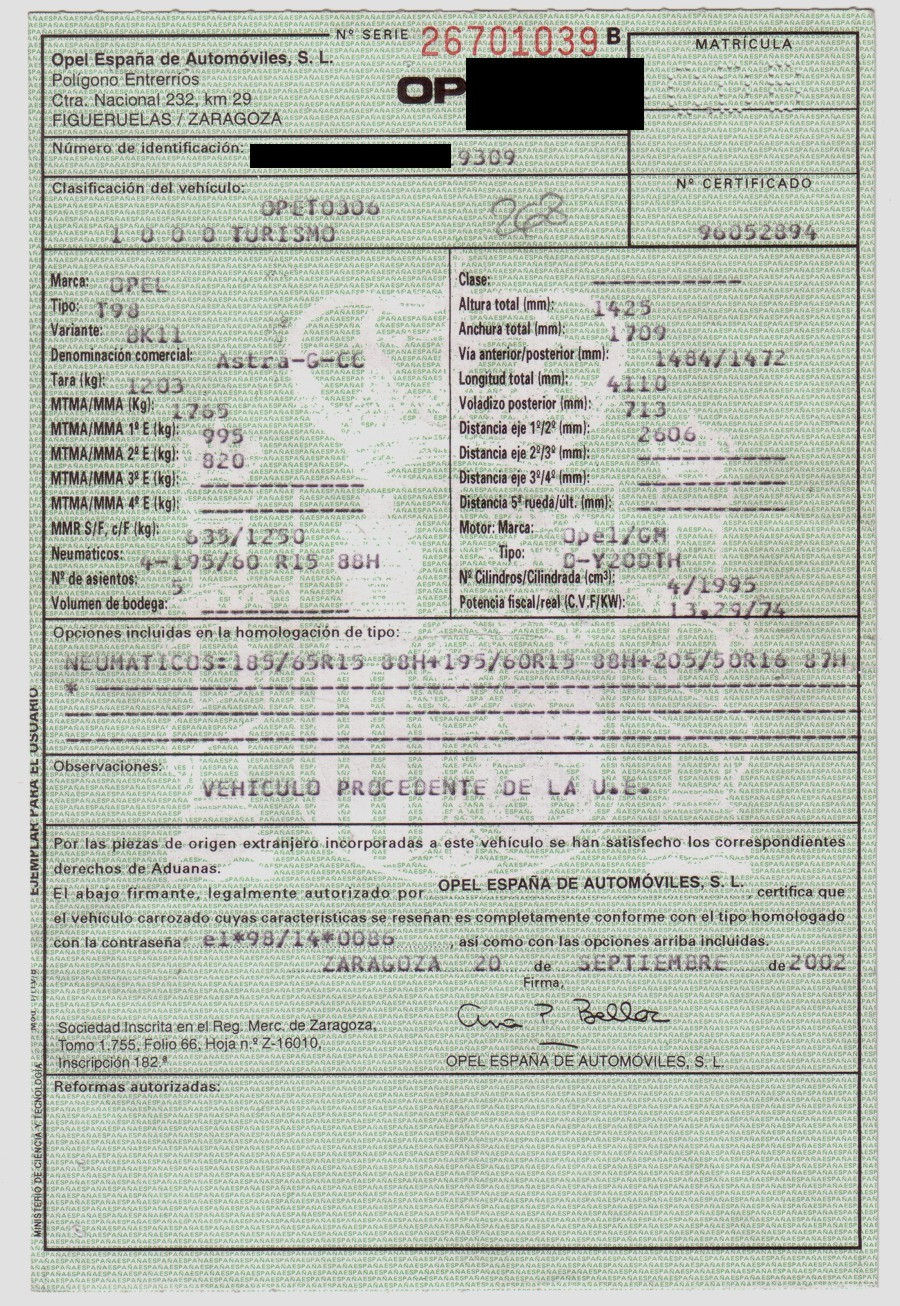 Nº SERIE 26701039 B
Opel España de Automóviles, S. L.
Polígono Entrerríos
Ctra. Nacional 232, km 29
FIGUERUELAS / ZARAGOZA
OP
MATRÍCULA
Número de identificación: 9309
Clasificación del vehículo:
OPET0306
1 0 0 0 TURISMO
268
Nº CERTIFICADO
96052894
Marca: OPEL
Tipo: T98
Variante: BK11
Denominación comercial: Astra-G-CC
Tara (kg): 1203
MTMA/MMA (Kg): 1765
MTMA/MMA 1º E (kg): 995
MTMA/MMA 2º E (kg): 820
MTMA/MMA 3º E (kg): ------------
MTMA/MMA 4º E (kg): ------------
MMR S/F, c/F (kg) 635/1250
Neumáticos: 4-195/60 R15 88H
Nº de asientos: 5
Volumen de bodega: -----------
Clase: -----------
Altura total (mm): 1425
Anchura total (mm): 1709
Via anterior/posterior (mm): 1484/1472
Longitud total (mm): 4110
Voladizo posterior (mm): 713
Distancia eje 1º/2º (mm): 2606
Distancia eje 2º/3º (mm): -----------
Distancia eje 3º/4º (mm): -----------
Distancia 5ª rueda/ult. (mm): -----------
Motor: Marca: Opel/GM
Tipo: D-Y20DTH
Nº Cilindros/Cilindrada (cm³): 4/1995
Potencia fiscal/real (C.V.F/KW): 13,29/74
Opciones incluidas en la homologación de tipo:
NEUMATICOS:185/65R15 88H+195/60R15 88H+205/50R16 87H
* --------------------------------------------------
Observaciones:
VEHICULO PROCEDENTE DE LA U.E.
Por las piezas de origen extranjero incorporadas a este vehículo se han satisfecho los correspondientes
derechos de Aduanas.
El abajo firmante, legalmente autorizado por OPEL ESPAÑA DE AUTOMÓVILES, S. L. , certifica que
el vehículo carrozado cuyas características se reseñan es completamente conforme con el tipo homologado
con la contraseña: e1*98/14*0086 , así como con las opciones arriba incluidas.
ZARAGOZA 20 de SEPTIEMBRE de 2002
Firma,
Sociedad Inscrita en el Reg. Merc. de Zaragoza,
Tomo 1.755, Folio 66, Hoja n.º Z-16010,
Inscripción 182.ª
OPEL ESPAÑA DE AUTOMÓVILES, S. L.
Reformas autorizadas:
EJEMPLAR PARA EL USUARIO
MINISTERIO DE CIENCIA Y TECNOLOGÍA